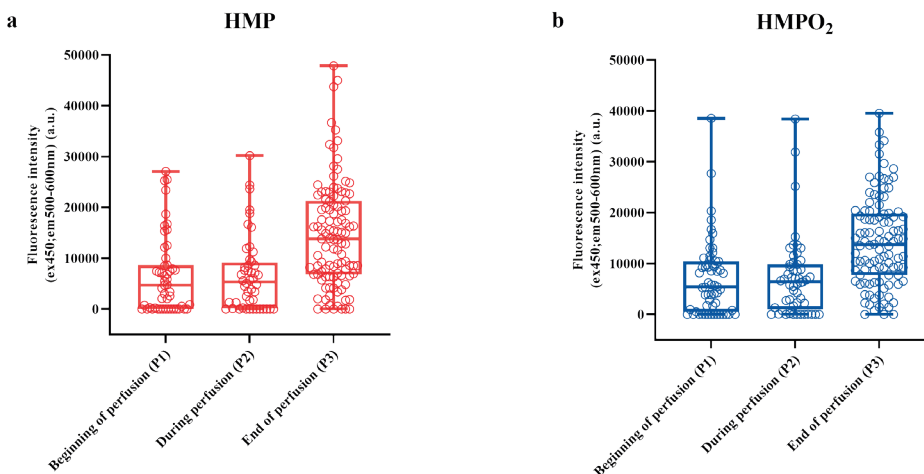 a
HMP
50000
40000
30000
20000
10000
0
Fluorescence intensity
(ex450;em500-600nm) (a.u.)
Beginning of perfusion (P1)
During perfusion (P2)
End of perfusion (P3)
b
HMPO₂
50000
40000
30000
20000
10000
0
Fluorescence intensity
(ex450;em500-600nm) (a.u.)
Beginning of perfusion (P1)
During perfusion (P2)
End of perfusion (P3)